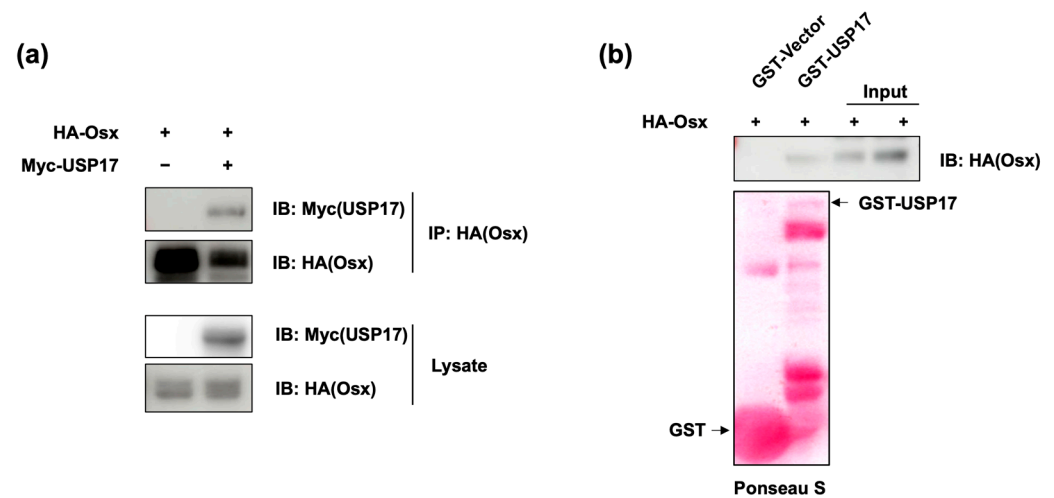 (a)
HA-Osx + +
Myc-USP17 – +
IB: Myc(USP17)
IB: HA(Osx)
IP: HA(Osx)
IB: Myc(USP17)
IB: HA(Osx)
Lysate
(b)
GST-Vector
GST-USP17
Input
HA-Osx + + + +
IB: HA(Osx)
GST-USP17
GST
Ponseau S